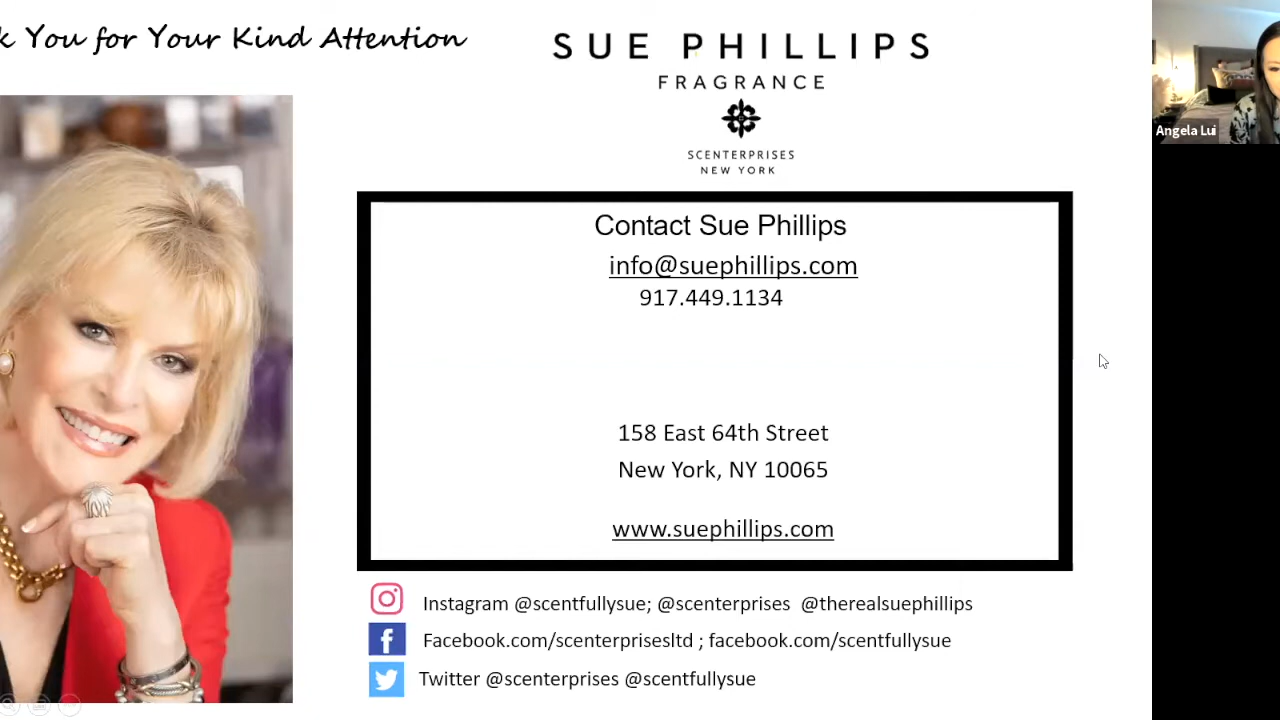 k You for Your Kind Attention
SUE PHILLIPS
FRAGRANCE
SCENTERPRISES
NEW YORK
Angela Lui
Contact Sue Phillips
info@suephillips.com
917.449.1134
158 East 64th Street
New York, NY 10065
www.suephillips.com
Instagram @scentfullysue; @scenterprises @therealsuephillips
Facebook.com/scenterprisesltd ; facebook.com/scentfullysue
Twitter @scenterprises @scentfullysue